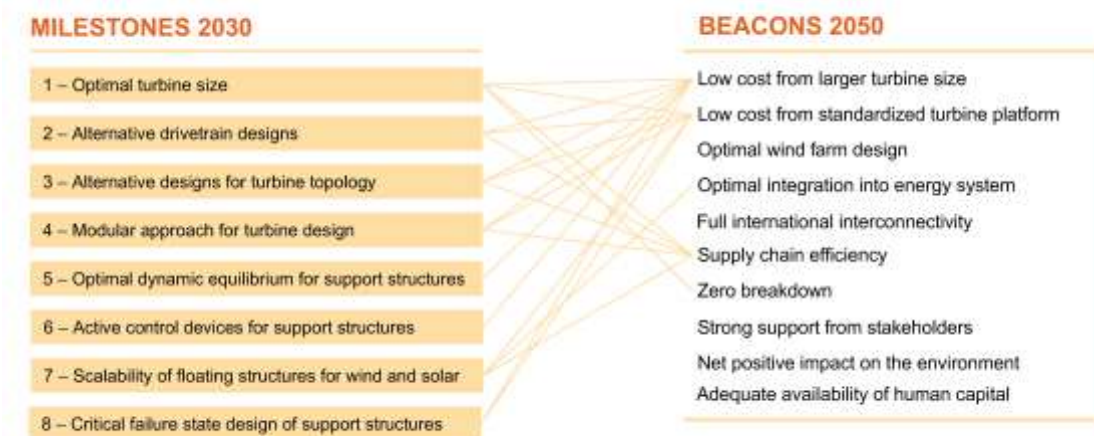 MILESTONES 2030
1 – Optimal turbine size
2 – Alternative drivetrain designs
3 – Alternative designs for turbine topology
4 – Modular approach for turbine design
5 – Optimal dynamic equilibrium for support structures
6 – Active control devices for support structures
7 – Scalability of floating structures for wind and solar
8 – Critical failure state design of support structures
BEACONS 2050
Low cost from larger turbine size
Low cost from standardized turbine platform
Optimal wind farm design
Optimal integration into energy system
Full international interconnectivity
Supply chain efficiency
Zero breakdown
Strong support from stakeholders
Net positive impact on the environment
Adequate availability of human capital